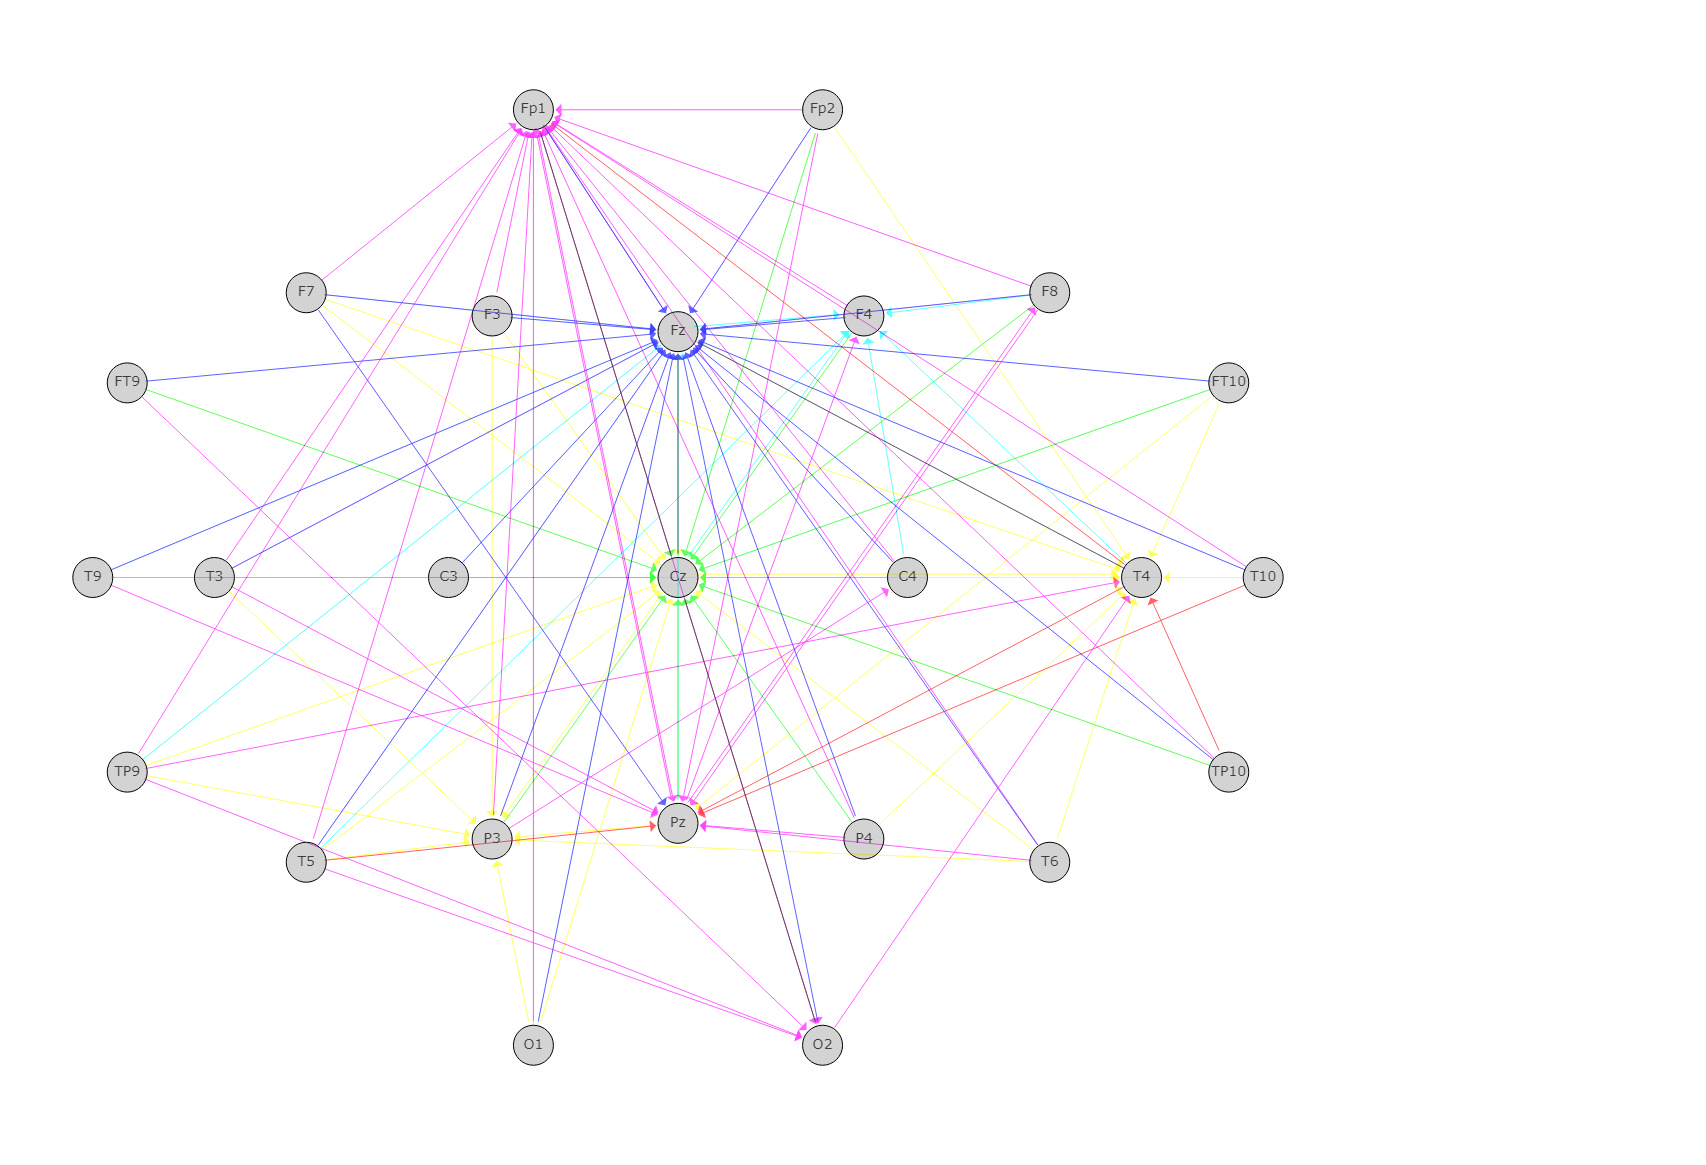 Fp1 Fp2
F7 F3 Fz F4 F8
FT9 FT10
T9 T3 C3 Cz C4 T4 T10
TP9 TP10
T5 P3 Pz P4 T6
O1 O2